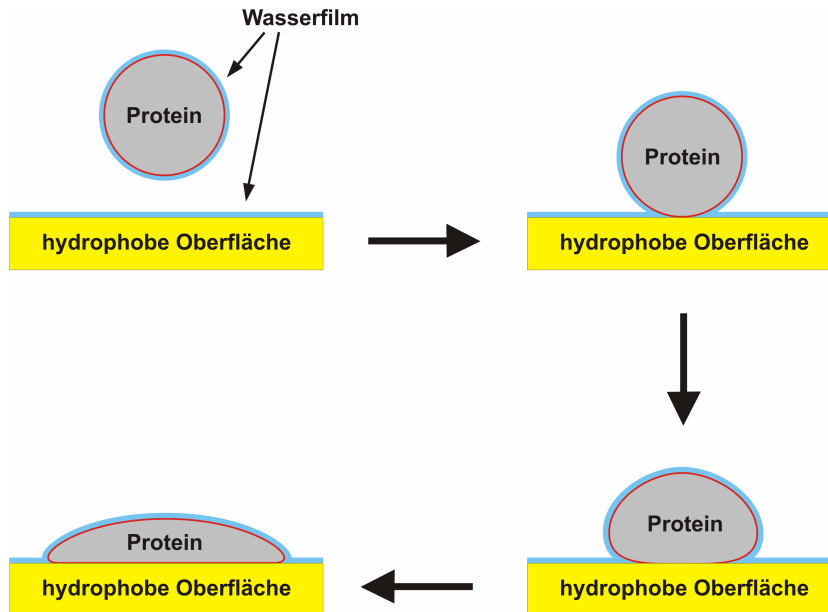 Wasserfilm
Protein
hydrophobe Oberfläche
Protein
hydrophobe Oberfläche
Protein
hydrophobe Oberfläche
Protein
hydrophobe Oberfläche